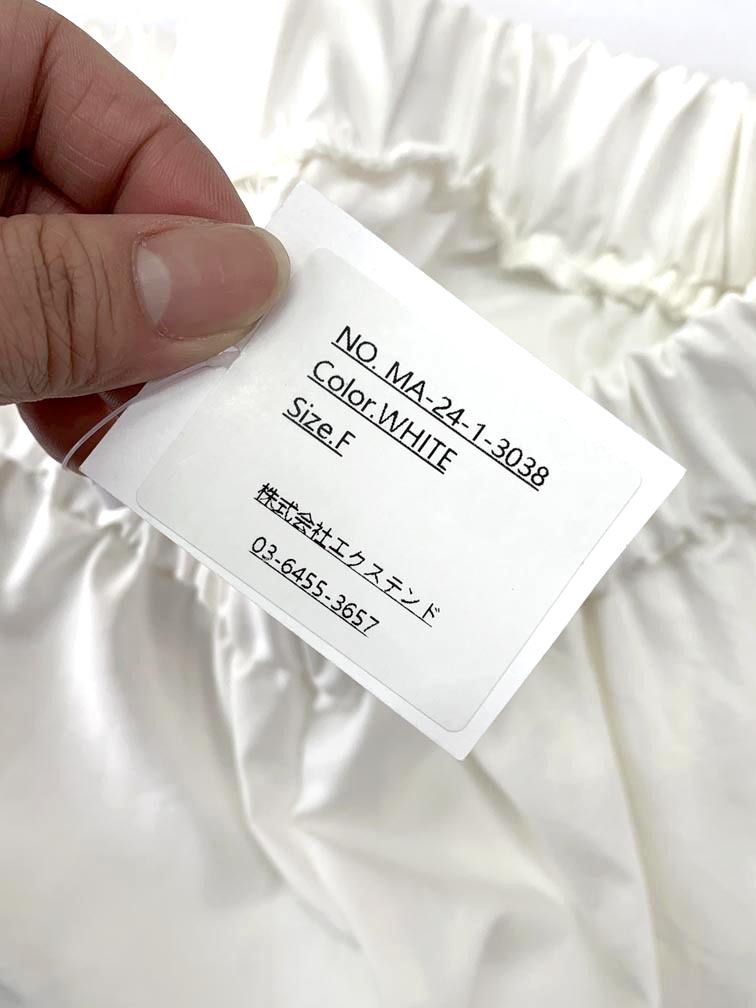 NO. MA-24-1-3038
Color.WHITE
Size.F
株式会社エクステンド
03-6455-3657